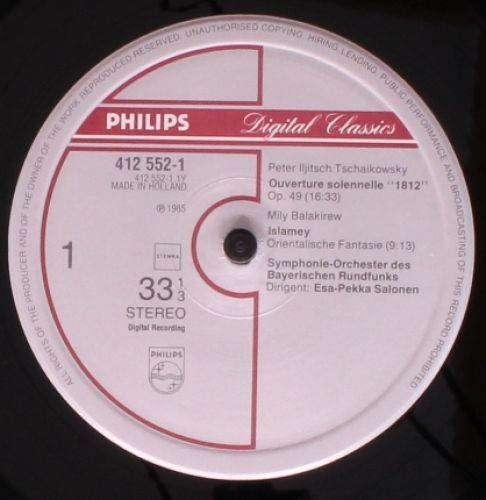 ALL RIGHTS OF THE PRODUCER AND OF THE OWNER OF THE WORK REPRODUCED RESERVED. UNAUTHORISED COPYING, HIRING, LENDING, PUBLIC PERFORMANCE AND BROADCASTING OF THIS RECORD PROHIBITED
PHILIPS
Digital Classics
412 552-1
412 552-1.1Y
MADE IN HOLLAND
℗ 1985
1
STEMRA
33 1/3
STEREO
Digital Recording
PHILIPS
Peter Iljitsch Tschaikowsky
Ouverture solennelle "1812"
Op. 49 (16:33)
Mily Balakirew
Islamey
Orientalische Fantasie (9:13)
Symphonie-Orchester des
Bayerischen Rundfunks
Dirigent: Esa-Pekka Salonen